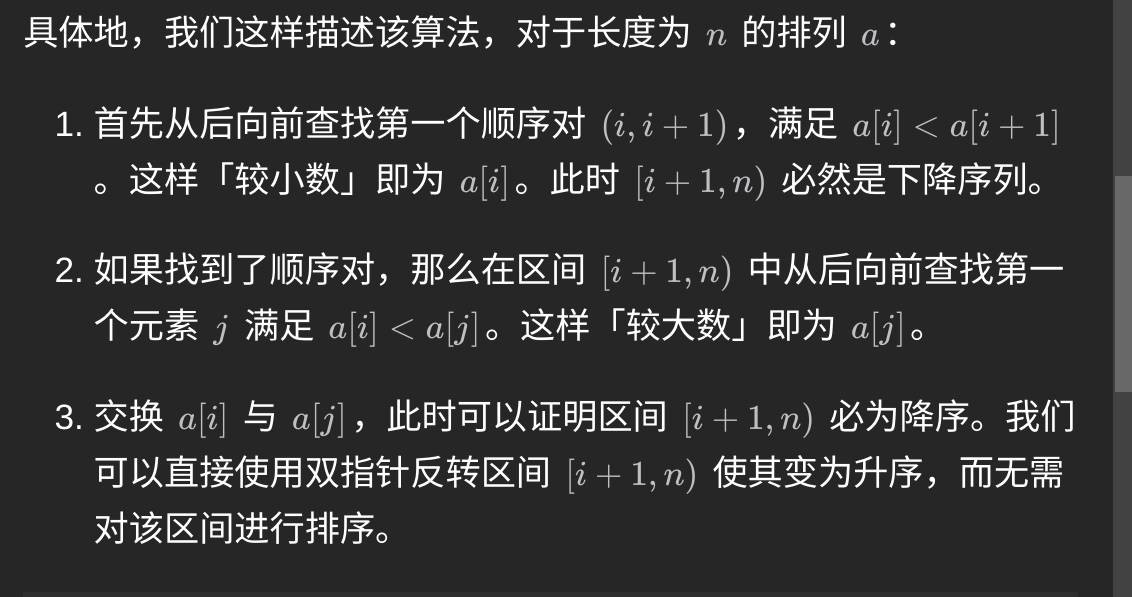 具体地，我们这样描述该算法，对于长度为 n 的排列 a：
1. 首先从后向前查找第一个顺序对 (i, i + 1)，满足 a[i] < a[i + 1]
。这样「较小数」即为 a[i]。此时 [i + 1, n) 必然是下降序列。
2. 如果找到了顺序对，那么在区间 [i + 1, n) 中从后向前查找第一
个元素 j 满足 a[i] < a[j]。这样「较大数」即为 a[j]。
3. 交换 a[i] 与 a[j]，此时可以证明区间 [i + 1, n) 必为降序。我们
可以直接使用双指针反转区间 [i + 1, n) 使其变为升序，而无需
对该区间进行排序。